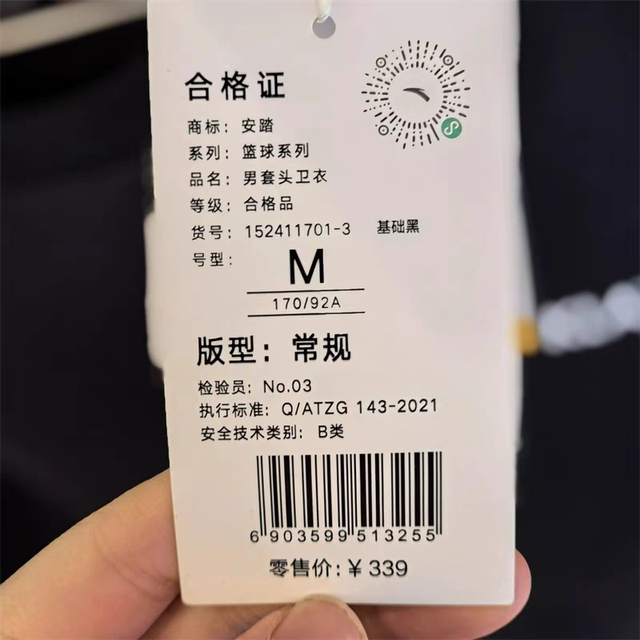 合格证
商标：安踏
系列：篮球系列
品名：男套头卫衣
等级：合格品
货号：152411701-3 基础黑
号型：
M
170/92A
版型：常规
检验员：No.03
执行标准：Q/ATZG 143-2021
安全技术类别：B类
6 903599 513255
零售价：¥ 339